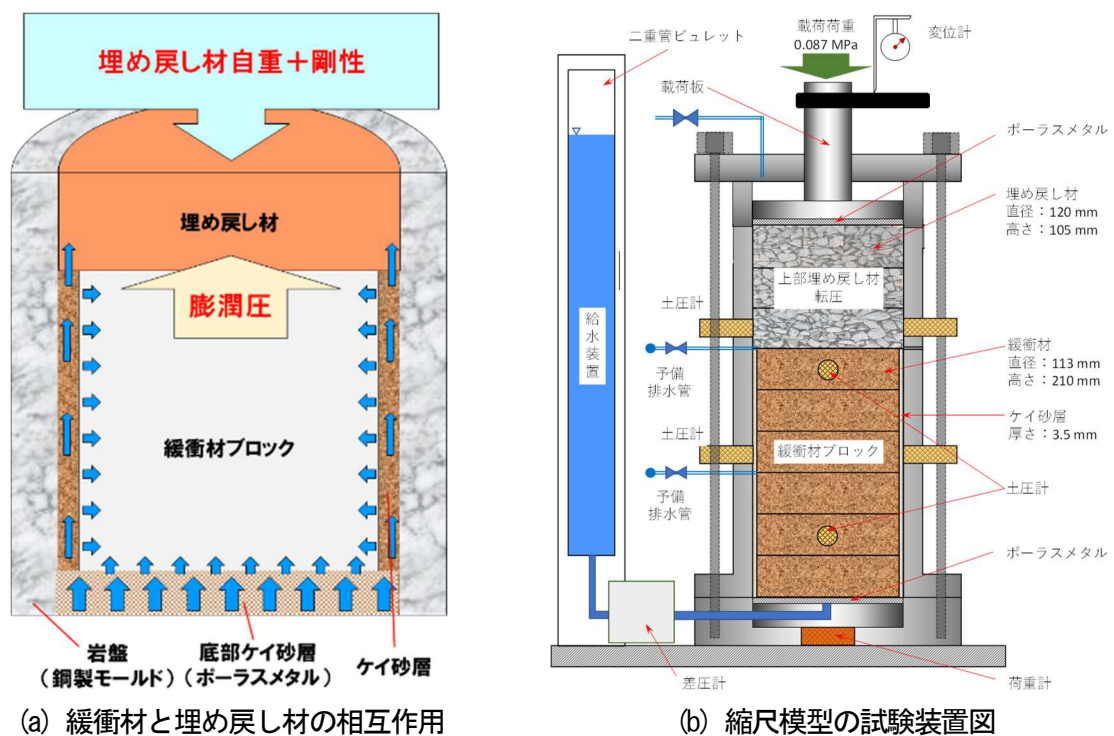 埋め戻し材自重＋剛性
埋め戻し材
膨潤圧
緩衝材ブロック
岩盤
（鋼製モールド）
底部ケイ砂層
（ポーラスメタル）
ケイ砂層
(a) 緩衝材と埋め戻し材の相互作用
二重管ビュレット
載荷荷重
0.087 MPa
変位計
載荷板
ポーラスメタル
埋め戻し材
直径：120 mm
高さ：105 mm
上部埋め戻し材
転圧
土圧計
給水装置
予備
排水管
緩衝材
直径：113 mm
高さ：210 mm
ケイ砂層
厚さ：3.5 mm
土圧計
緩衝材ブロック
土圧計
予備
排水管
ポーラスメタル
差圧計
荷重計
(b) 縮尺模型の試験装置図